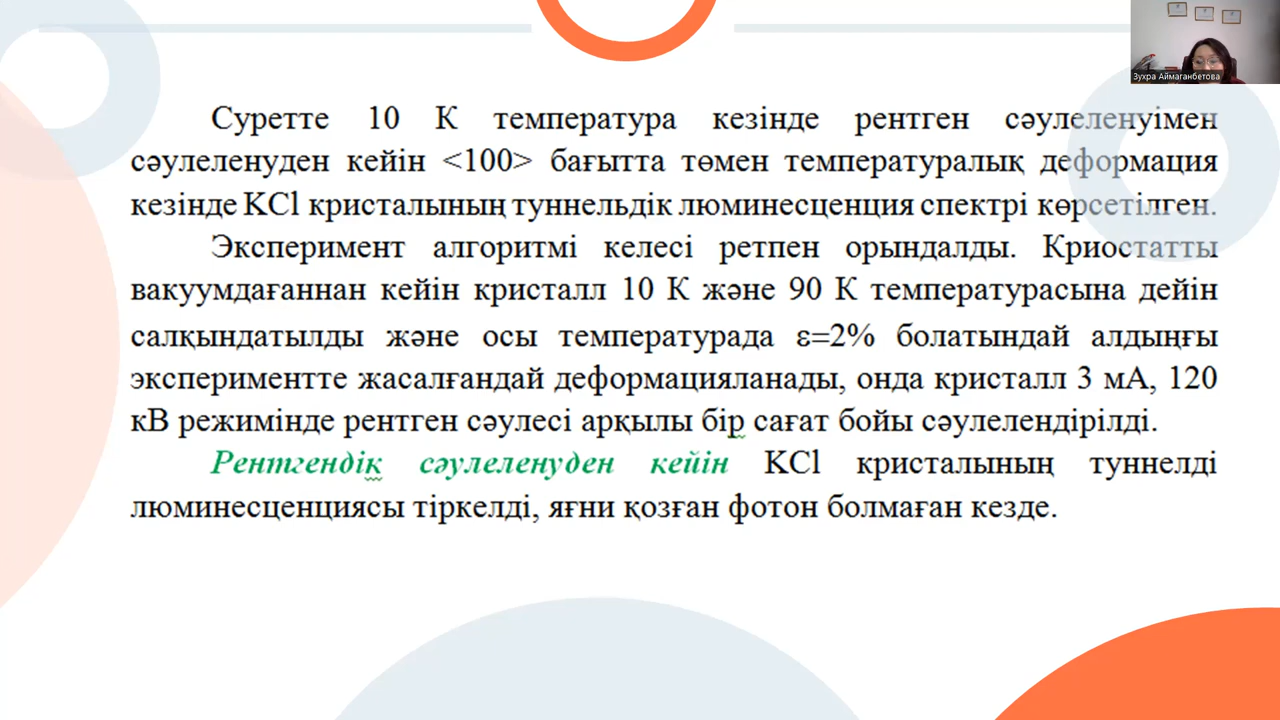 Зухра Аймаганбетова
Суретте 10 К температура кезінде рентген сәулеленуімен
сәулеленуден кейін <100> бағытта төмен температуралық деформация
кезінде KCl кристалының туннельдік люминесценция спектрі көрсетілген.
Эксперимент алгоритмі келесі ретпен орындалды. Криостатты
вакуумдағаннан кейін кристалл 10 К және 90 К температурасына дейін
салқындатылды және осы температурада ε=2% болатындай алдыңғы
экспериментте жасалғандай деформацияланады, онда кристалл 3 мА, 120
кВ режимінде рентген сәулесі арқылы бір сағат бойы сәулелендірілді.
Рентгендік сәулеленуден кейін KCl кристалының туннелді
люминесценциясы тіркелді, яғни қозған фотон болмаған кезде.